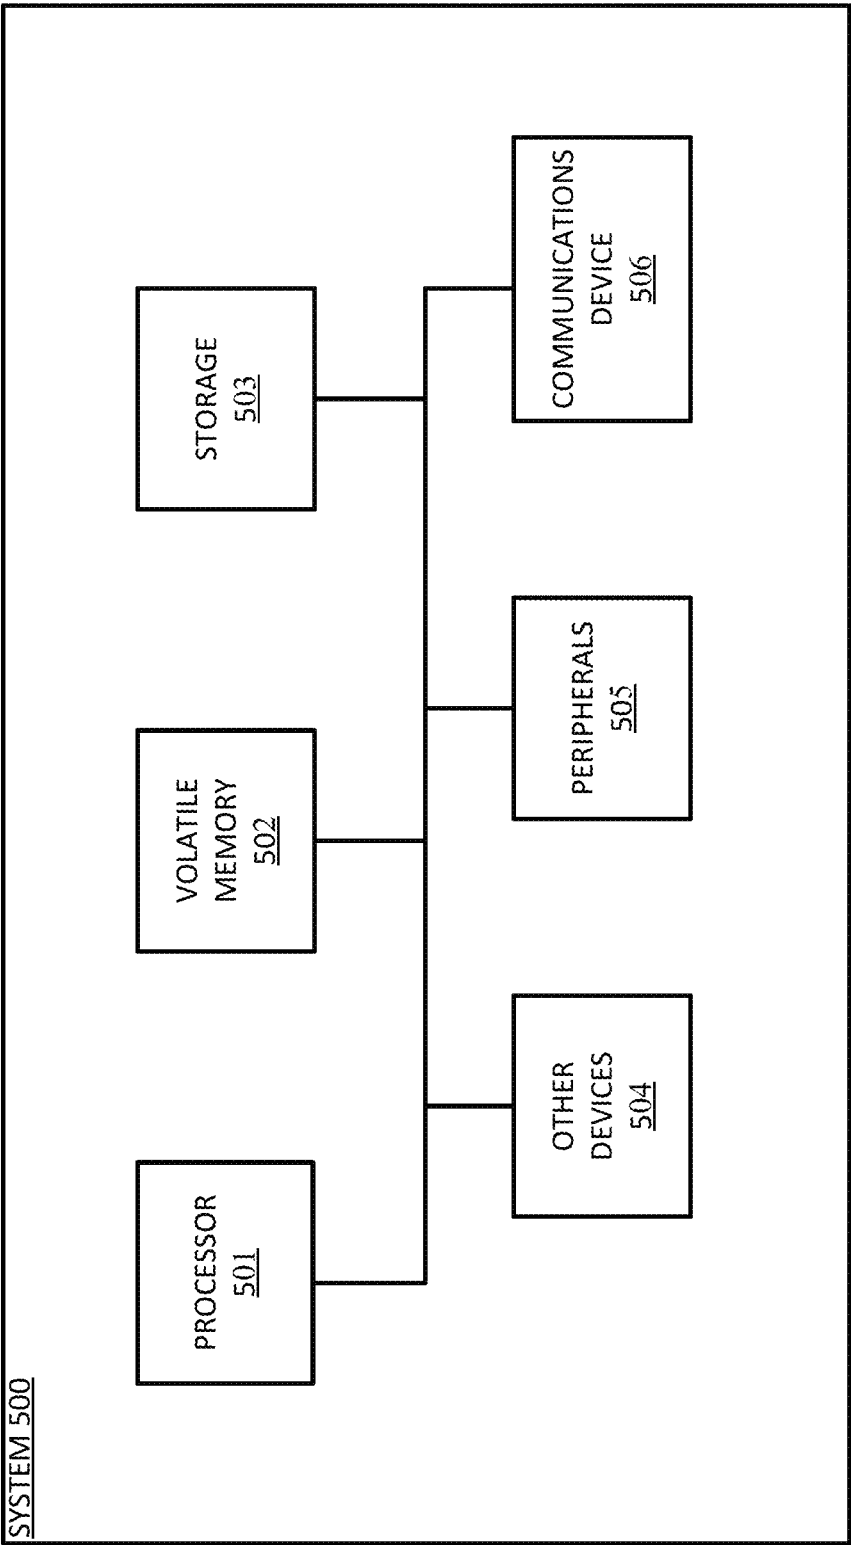 SYSTEM 500
PROCESSOR
501
VOLATILE
MEMORY
502
STORAGE
503
OTHER
DEVICES
504
PERIPHERALS
505
COMMUNICATIONS
DEVICE
506